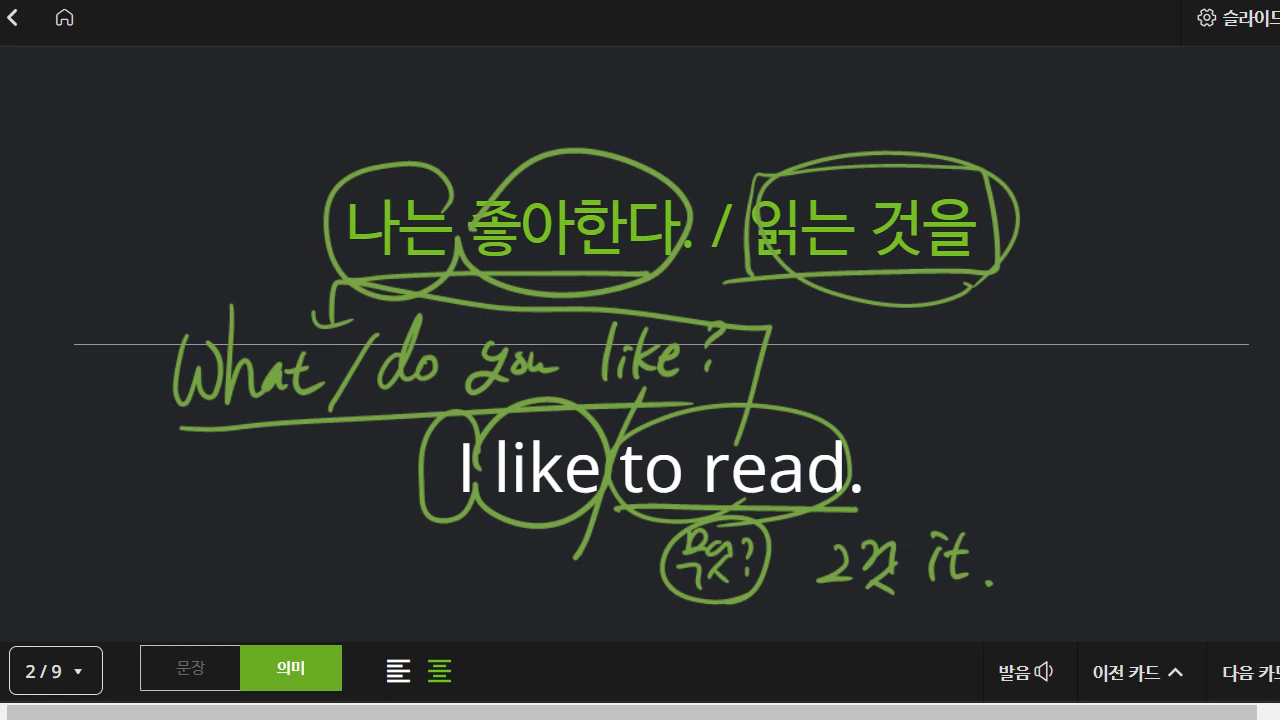 슬라이드
나는 좋아한다. / 읽는 것을
What / do you like?
I like to read.
그것 it.
2 / 9
문장
의미
발음
이전 카드
다음 카드